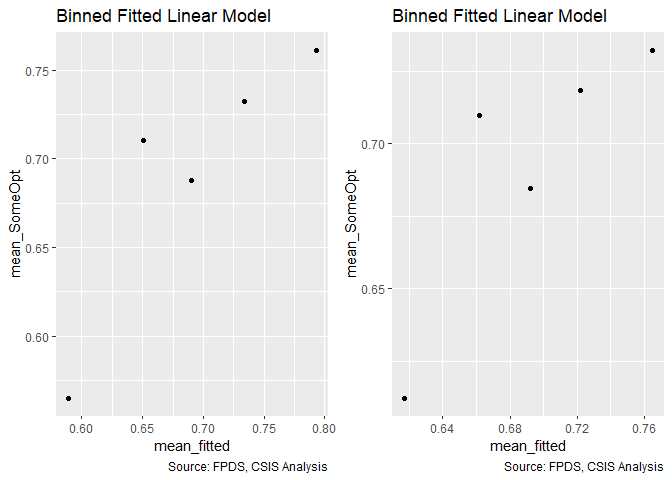 Binned Fitted Linear Model
mean_SomeOpt
0.75
0.70
0.65
0.60
0.60 0.65 0.70 0.75 0.80
mean_fitted
Source: FPDS, CSIS Analysis
Binned Fitted Linear Model
mean_SomeOpt
0.70
0.65
0.64 0.68 0.72 0.76
mean_fitted
Source: FPDS, CSIS Analysis